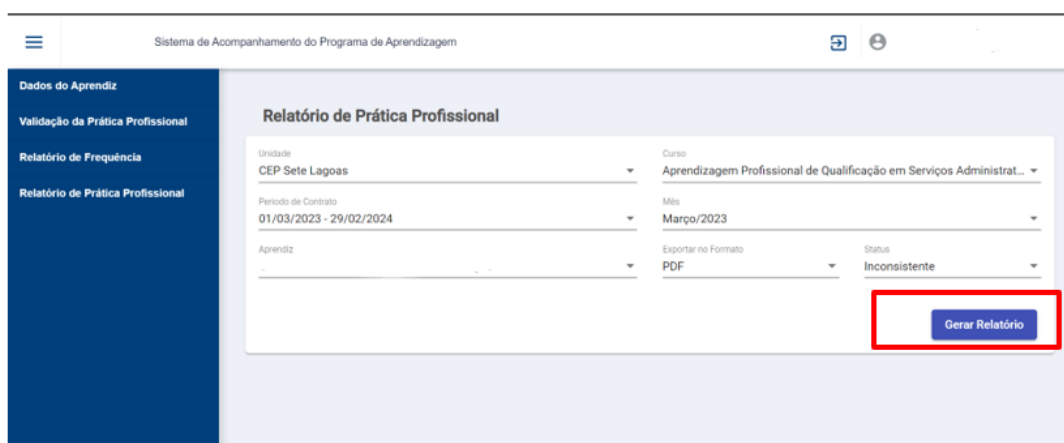 Sistema de Acompanhamento do Programa de Aprendizagem
Dados do Aprendiz
Validação da Prática Profissional
Relatório de Frequência
Relatório de Prática Profissional
Relatório de Prática Profissional
Unidade
CEP Sete Lagoas
Curso
Aprendizagem Profissional de Qualificação em Serviços Administrat...
Periodo de Contrato
01/03/2023 - 29/02/2024
Mês
Março/2023
Aprendiz
Exportar no Formato
PDF
Status
Inconsistente
Gerar Relatório